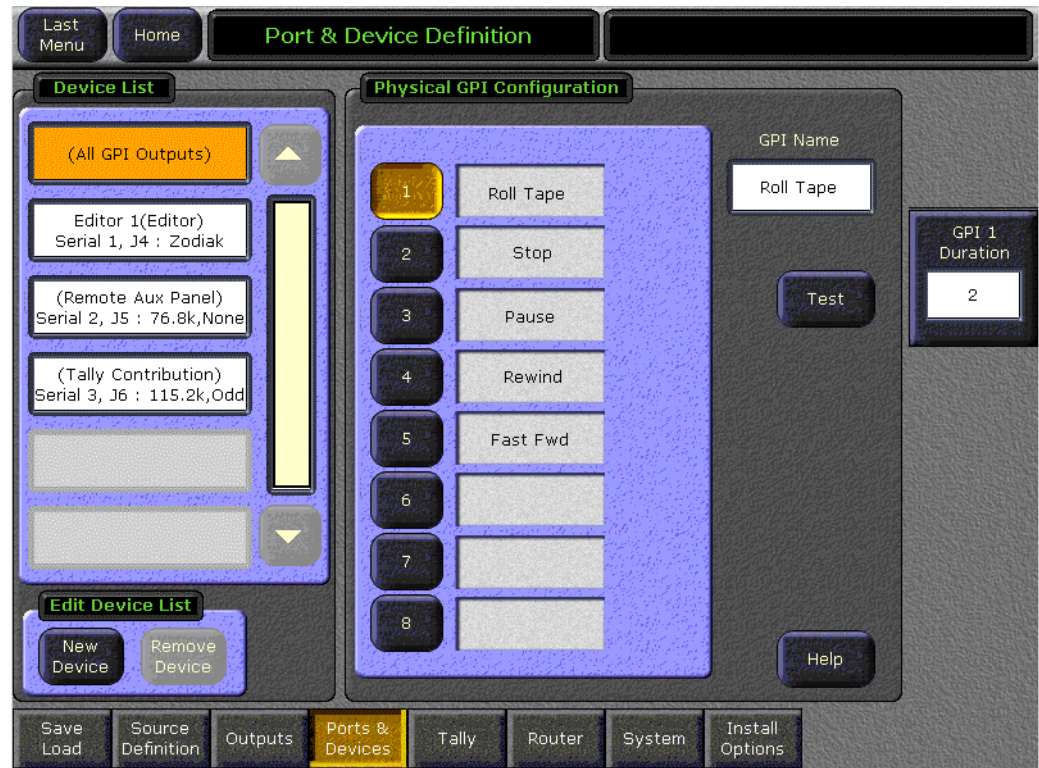 Last
Menu
Home
Port & Device Definition
Device List
(All GPI Outputs)
Editor 1(Editor)
Serial 1, J4 : Zodiak
(Remote Aux Panel)
Serial 2, J5 : 76.8k,None
(Tally Contribution)
Serial 3, J6 : 115.2k,Odd
Edit Device List
New
Device
Remove
Device
Physical GPI Configuration
1 Roll Tape
2 Stop
3 Pause
4 Rewind
5 Fast Fwd
6
7
8
GPI Name
Roll Tape
Test
Help
GPI 1
Duration
2
Save
Load
Source
Definition
Outputs
Ports &
Devices
Tally
Router
System
Install
Options